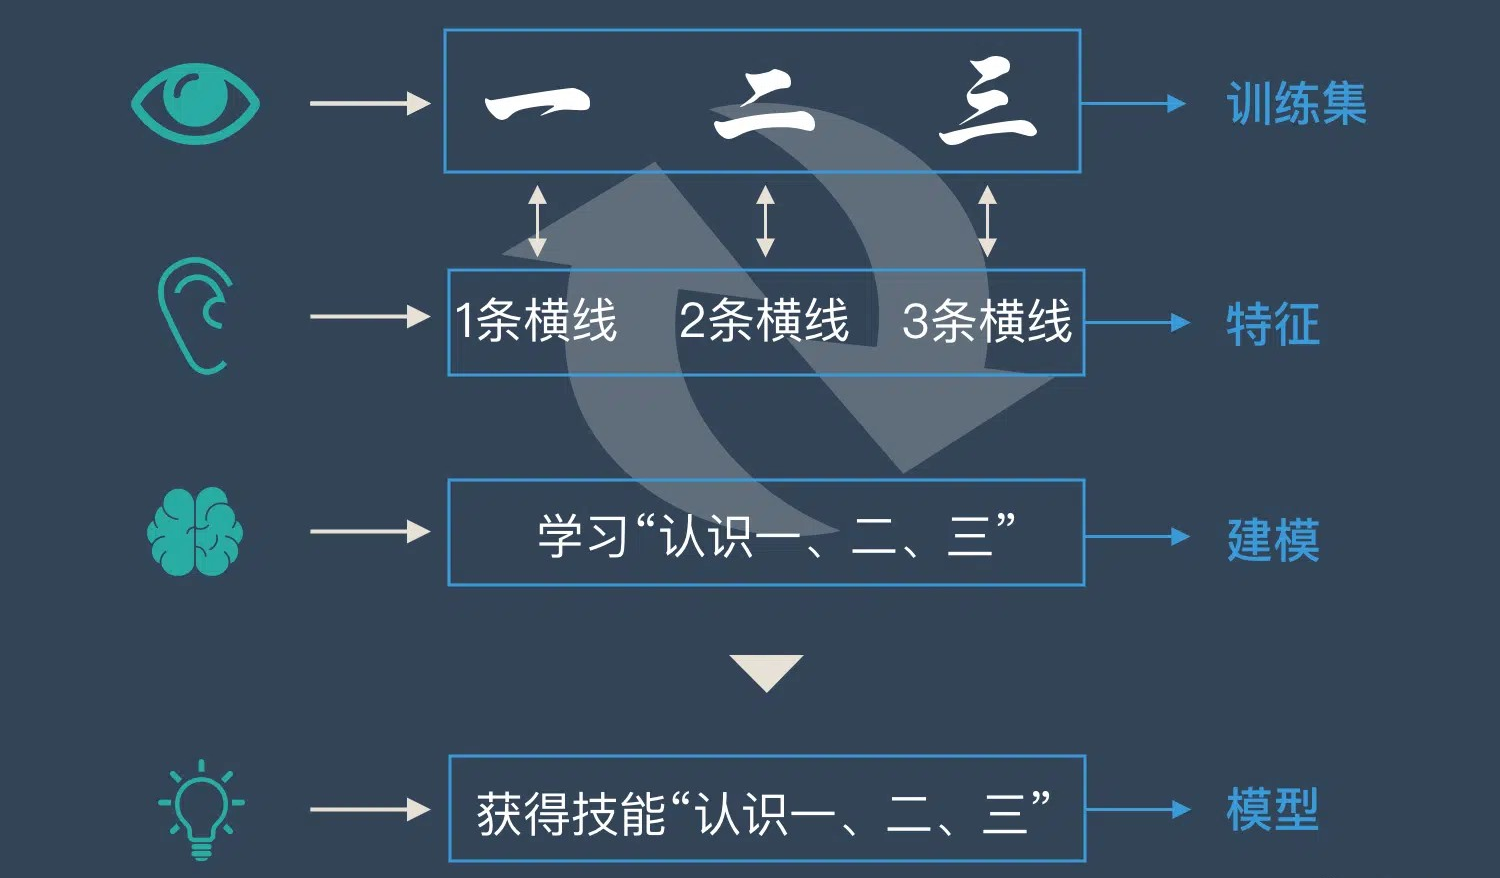 一 二 三 训练集
1条横线 2条横线 3条横线 特征
学习“认识一、二、三” 建模
获得技能“认识一、二、三” 模型